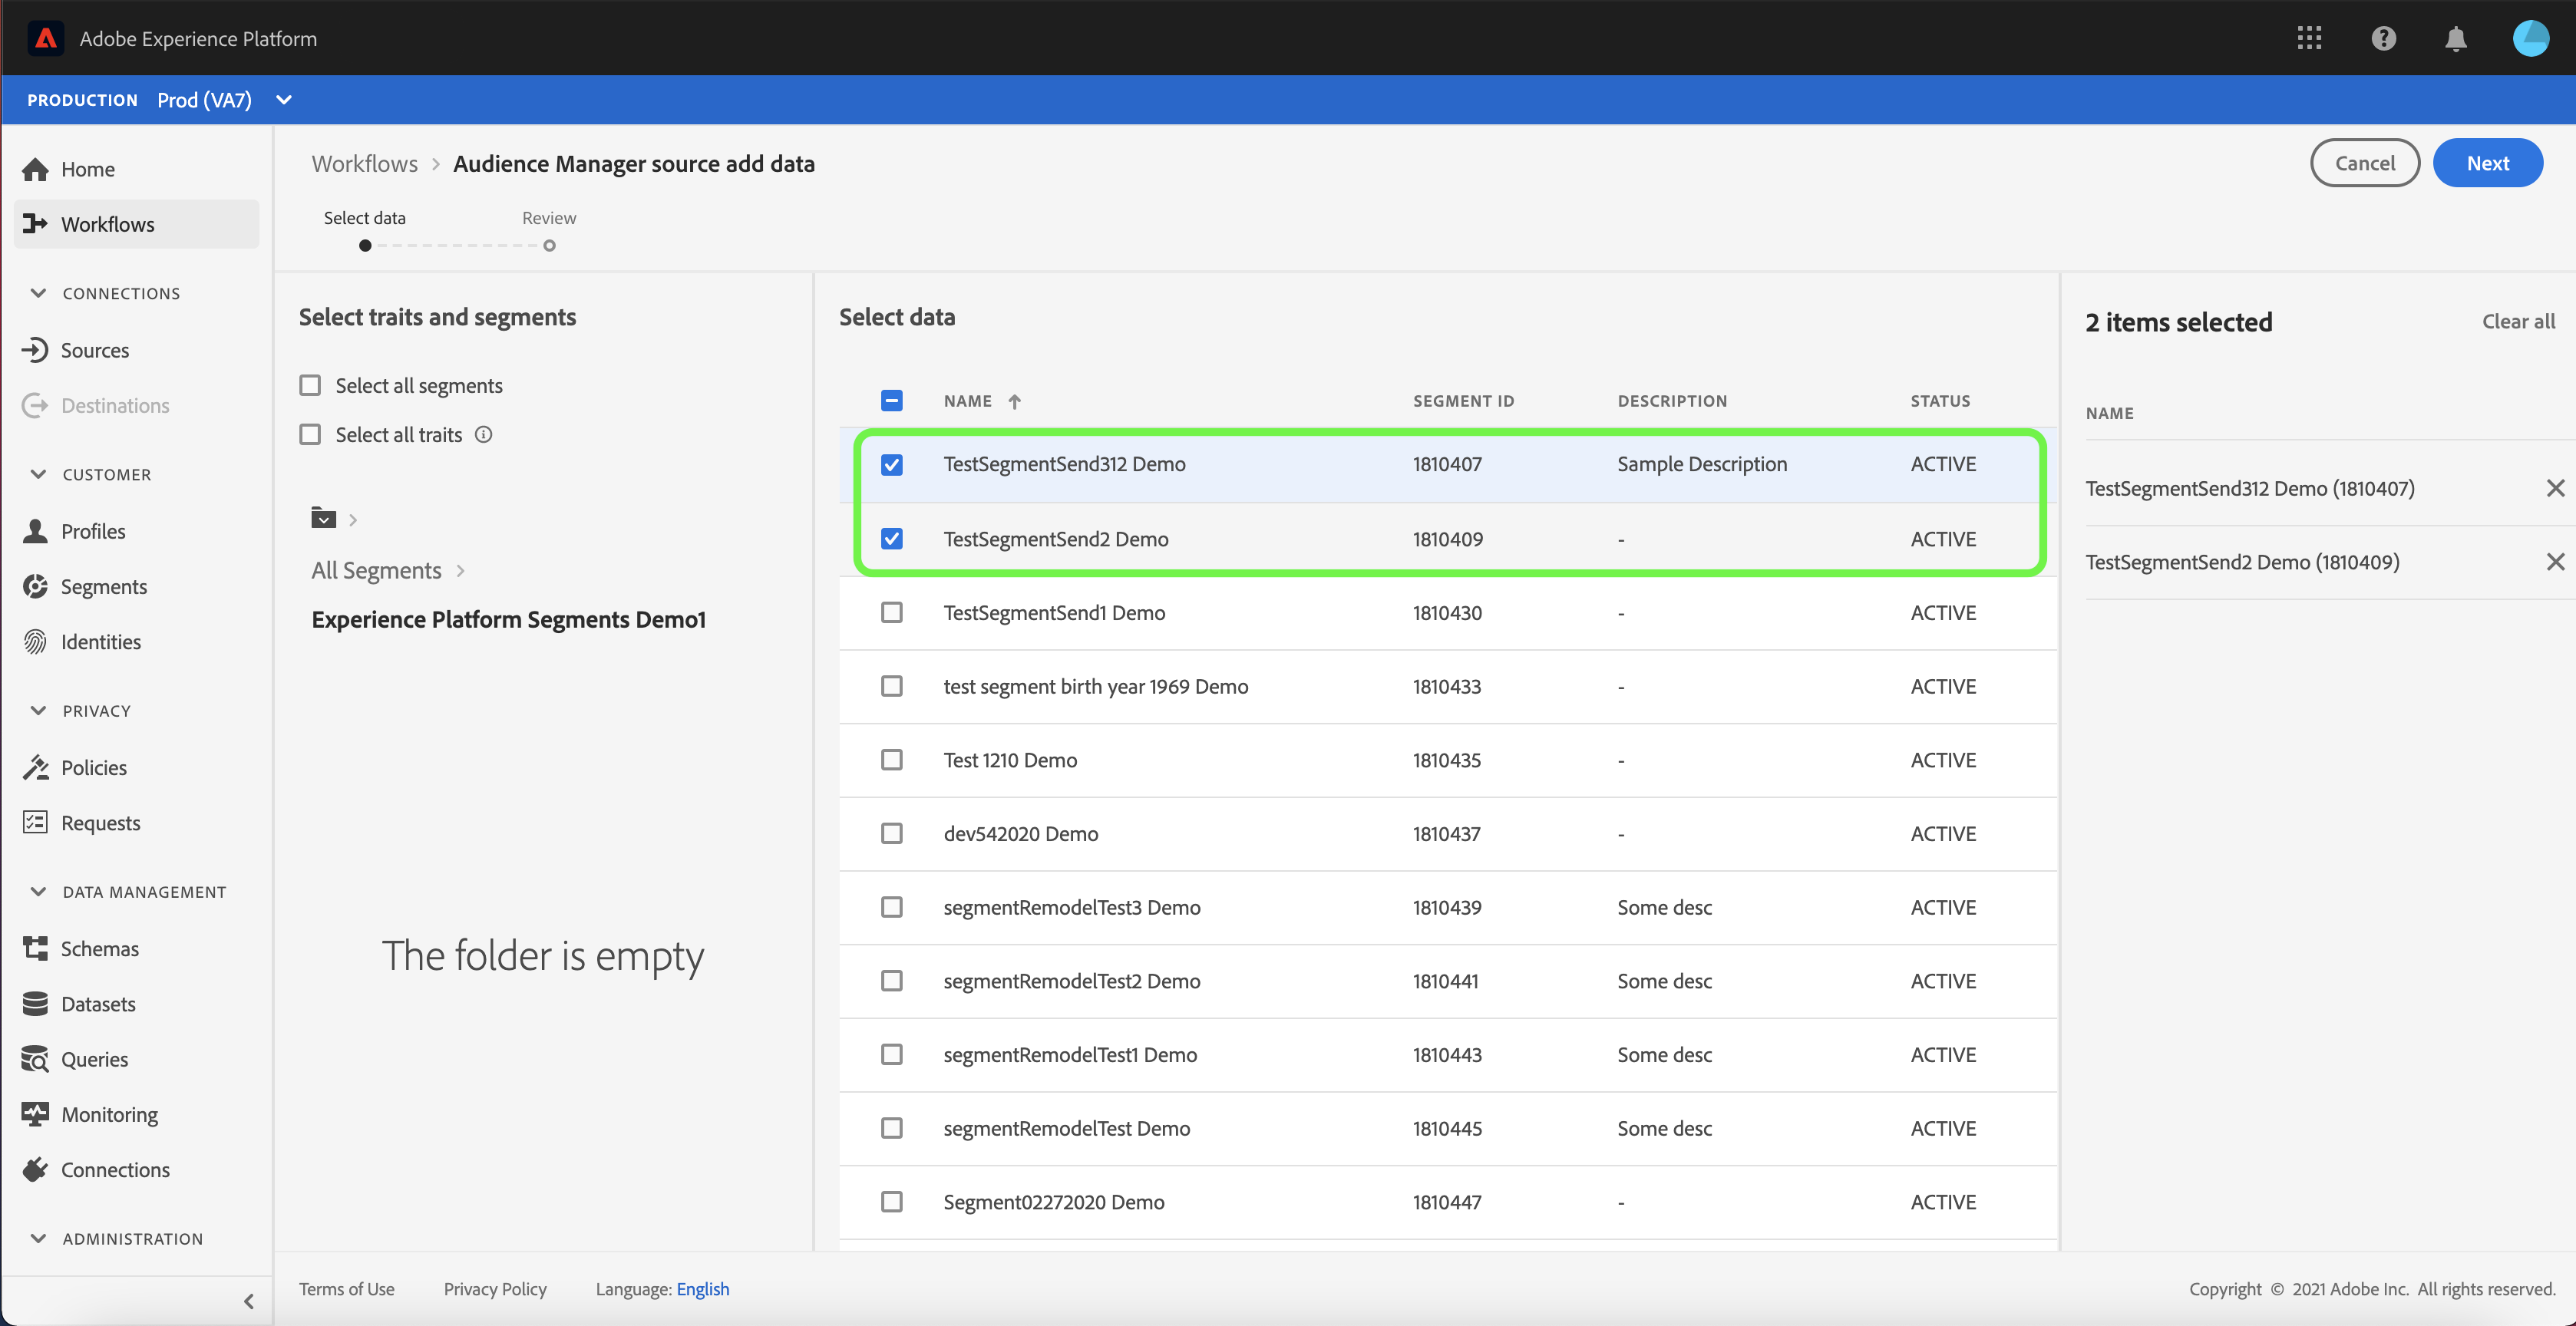 Adobe Experience Platform
PRODUCTION Prod (VA7)
Home
Workflows
CONNECTIONS
Sources
Destinations
CUSTOMER
Profiles
Segments
Identities
PRIVACY
Policies
Requests
DATA MANAGEMENT
Schemas
Datasets
Queries
Monitoring
Connections
ADMINISTRATION
Workflows > Audience Manager source add data
Cancel Next
Select data Review
Select traits and segments
Select all segments
Select all traits
All Segments >
Experience Platform Segments Demo1
The folder is empty
Select data
NAME SEGMENT ID DESCRIPTION STATUS
TestSegmentSend312 Demo 1810407 Sample Description ACTIVE
TestSegmentSend2 Demo 1810409 - ACTIVE
TestSegmentSend1 Demo 1810430 - ACTIVE
test segment birth year 1969 Demo 1810433 - ACTIVE
Test 1210 Demo 1810435 - ACTIVE
dev542020 Demo 1810437 - ACTIVE
segmentRemodelTest3 Demo 1810439 Some desc ACTIVE
segmentRemodelTest2 Demo 1810441 Some desc ACTIVE
segmentRemodelTest1 Demo 1810443 Some desc ACTIVE
segmentRemodelTest Demo 1810445 Some desc ACTIVE
Segment02272020 Demo 1810447 - ACTIVE
2 items selected Clear all
NAME
TestSegmentSend312 Demo (1810407)
TestSegmentSend2 Demo (1810409)
Terms of Use Privacy Policy Language: English
Copyright © 2021 Adobe Inc. All rights reserved.